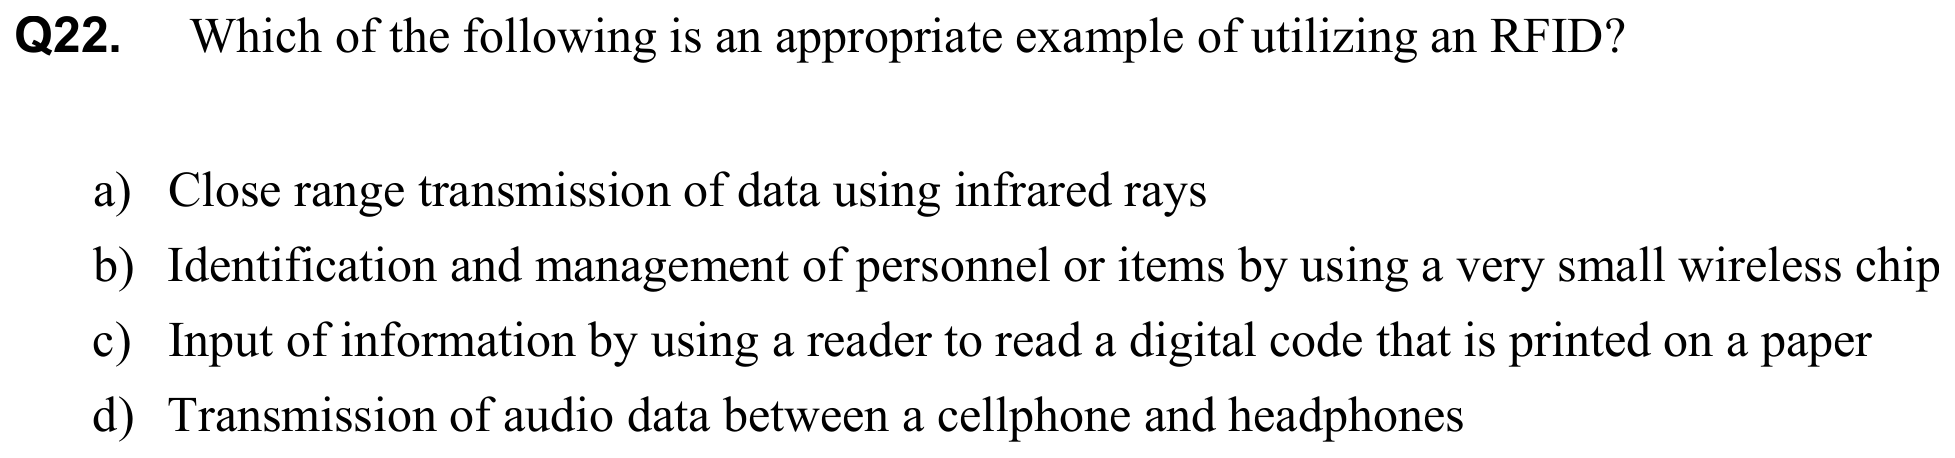 Q22. Which of the following is an appropriate example of utilizing an RFID?
a) Close range transmission of data using infrared rays
b) Identification and management of personnel or items by using a very small wireless chip
c) Input of information by using a reader to read a digital code that is printed on a paper
d) Transmission of audio data between a cellphone and headphones